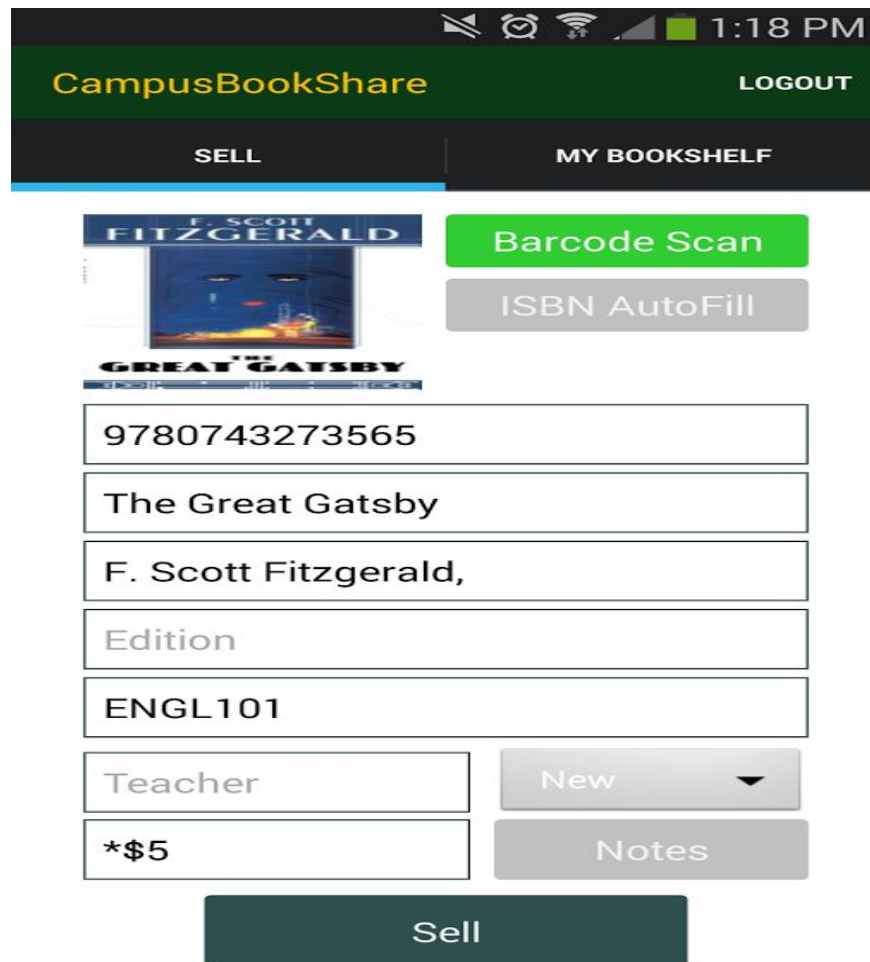 1:18 PM
CampusBookShare LOGOUT
SELL MY BOOKSHELF
F. SCOTT
FITZGERALD
THE
GREAT GATSBY
Barcode Scan
ISBN AutoFill
9780743273565
The Great Gatsby
F. Scott Fitzgerald,
Edition
ENGL101
Teacher New
*$5 Notes
Sell